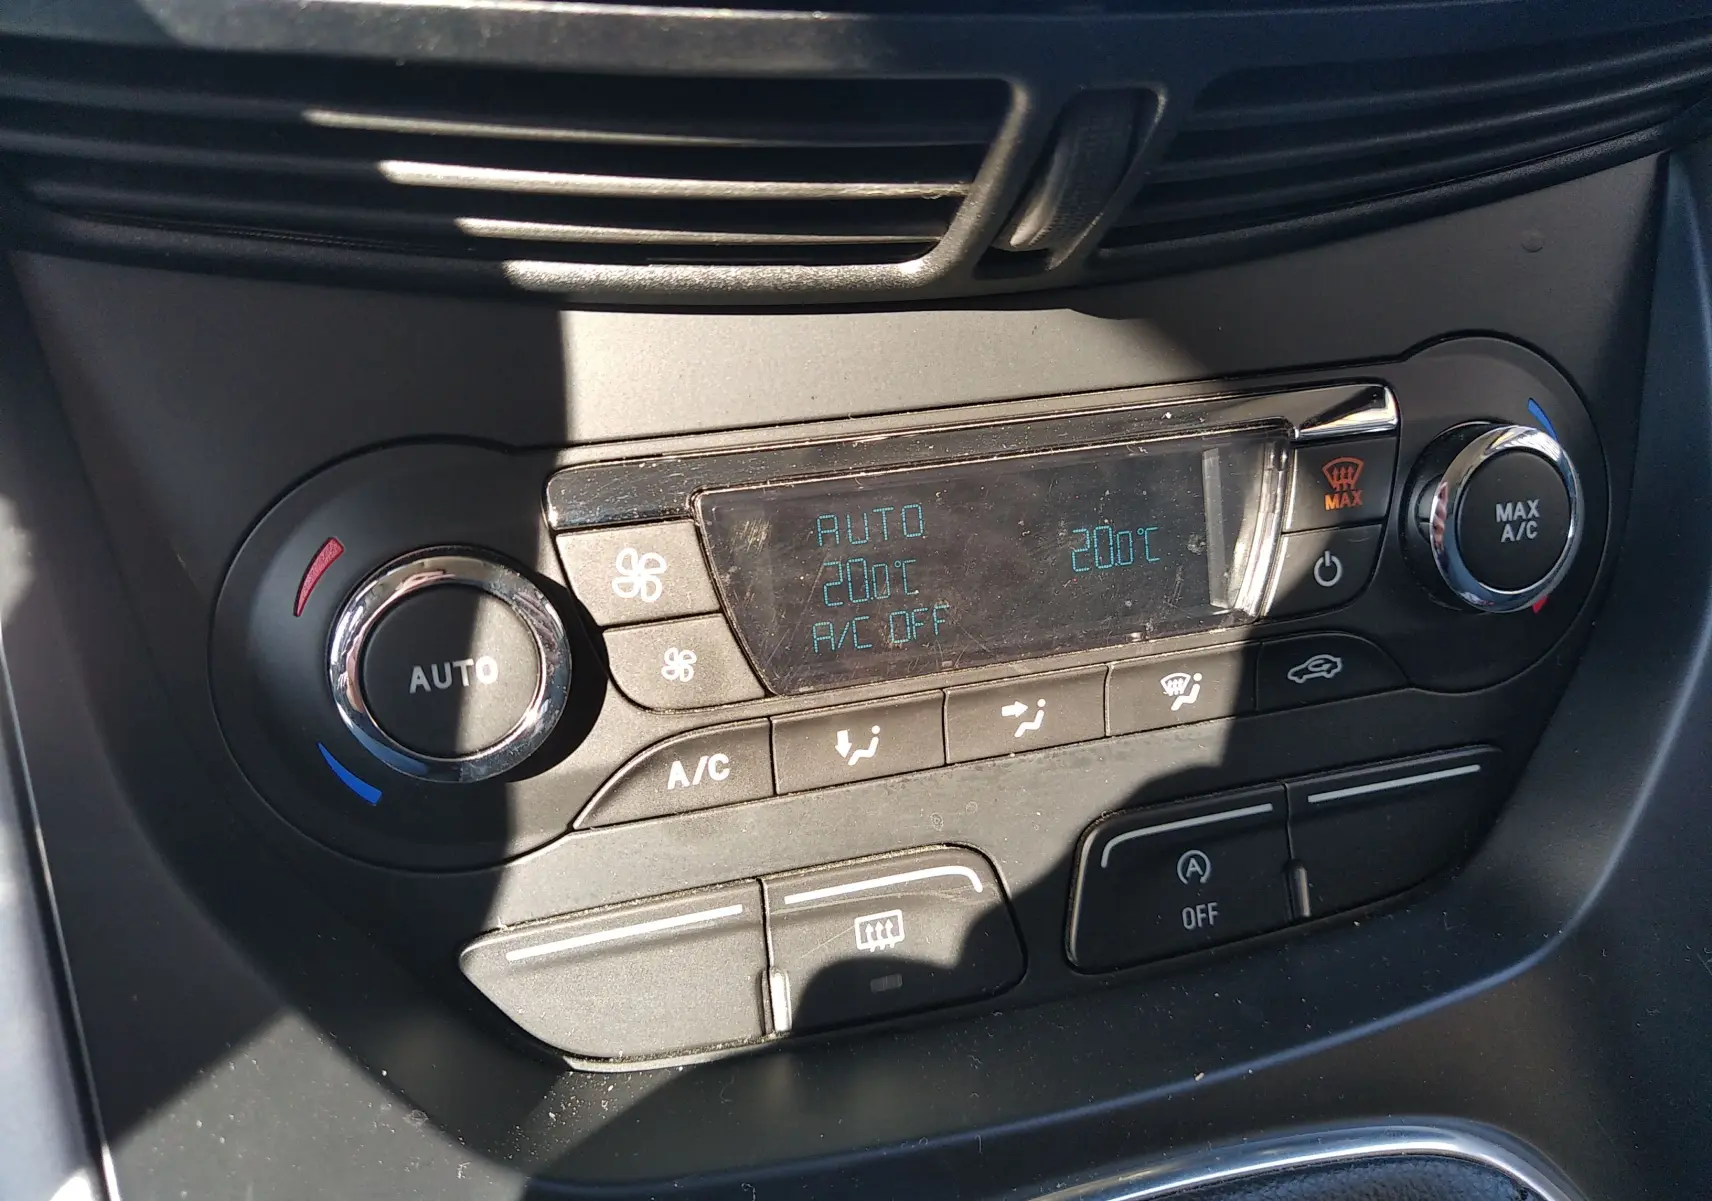 AUTO
20.0°C
A/C OFF
20.0°C
MAX
MAX
A/C
AUTO
A/C
A
OFF